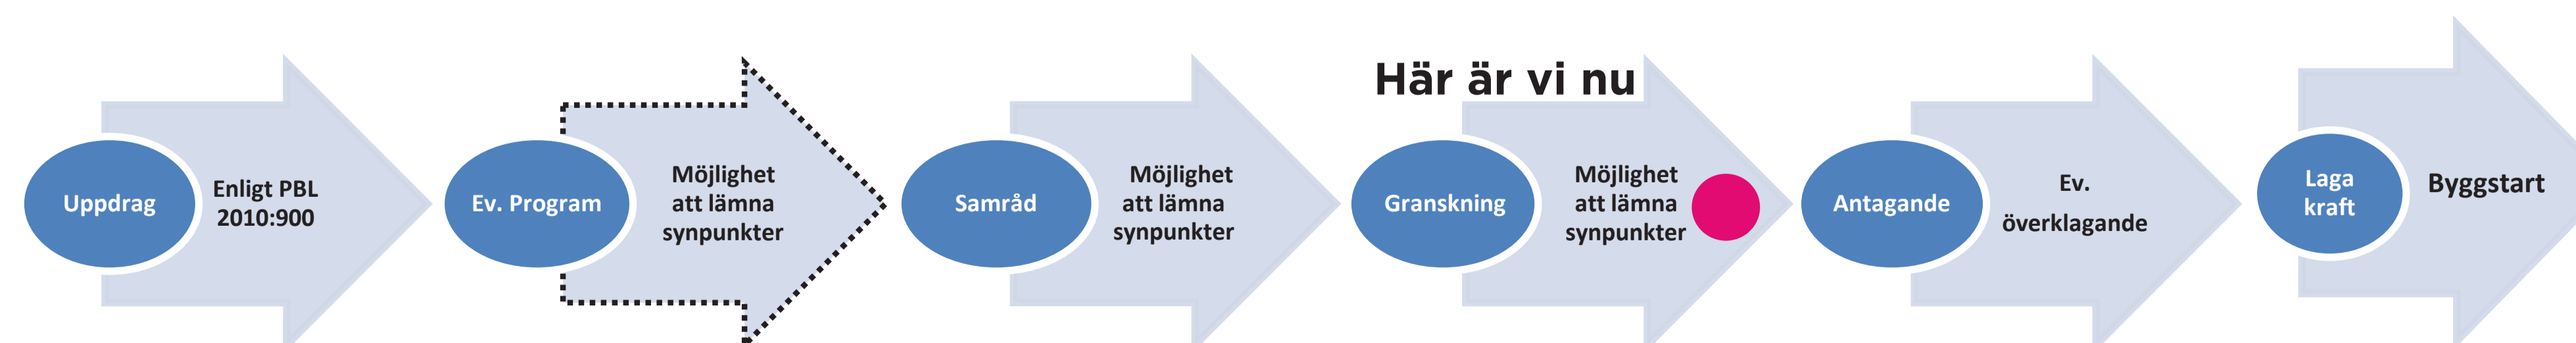 Uppdrag
Enligt PBL
2010:900
Ev. Program
Möjlighet
att lämna
synpunkter
Samråd
Möjlighet
att lämna
synpunkter
Här är vi nu
Granskning
Möjlighet
att lämna
synpunkter
Antagande
Ev.
överklagande
Laga
kraft
Byggstart